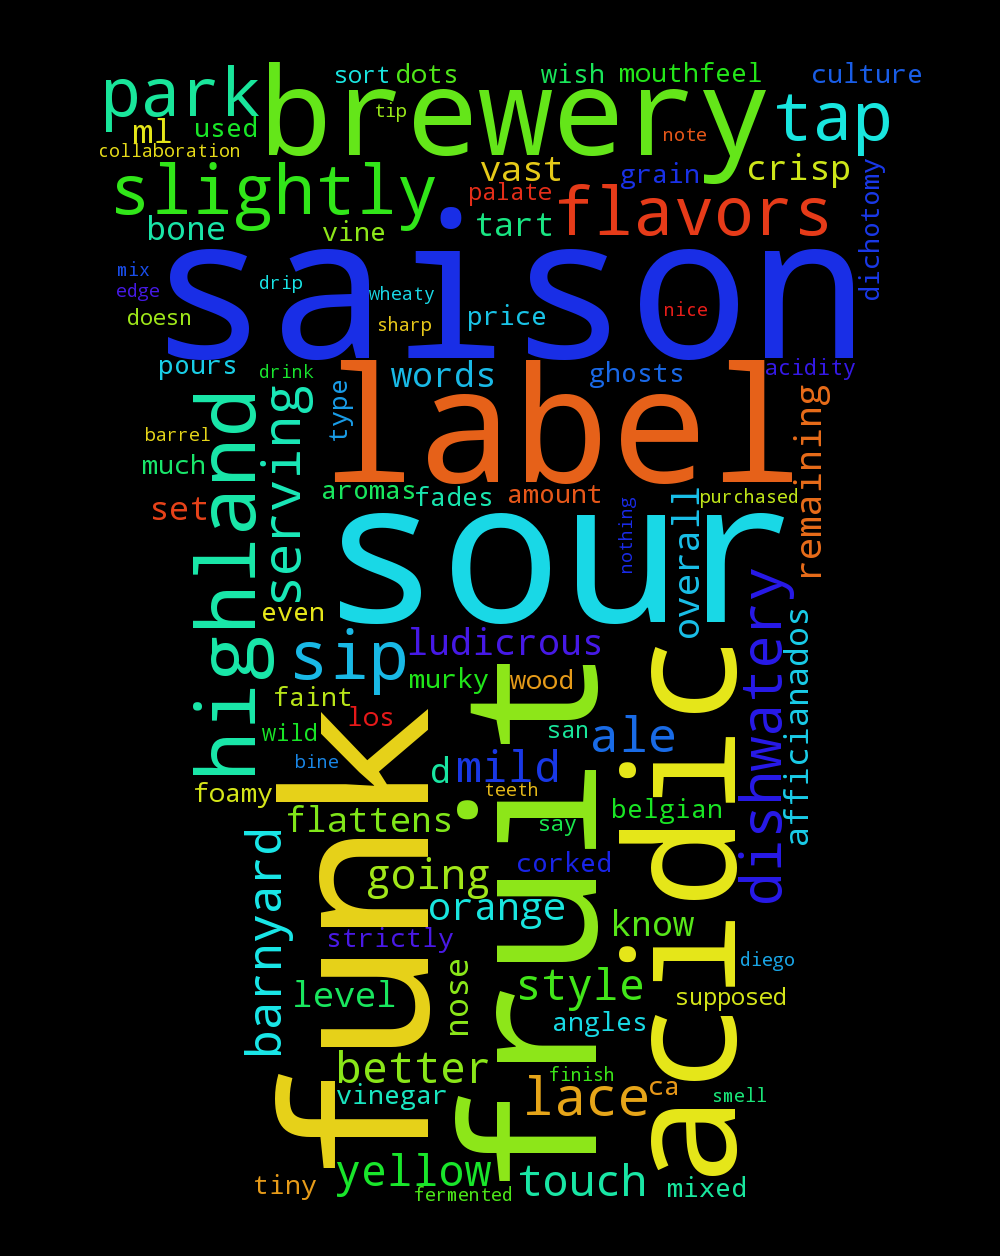 sort
dots
wish
mouthfeel
culture
park
brewery
tap
tip
ml
used
note
collaboration
slightly
vast
grain
crisp
palate
flavors
dichotomy
bone
vine
tart
saison
mix
edge
drip
wheaty
doesn
sharp
price
nice
pours
drink
words
ghosts
acidity
type
label
highland
serving
remaining
barrel
much
aromas
fades
amount
purchased
set
sour
nothing
overall
even
dishwatery
afficianados
sip
ludicrous
murky
wood
faint
los
wild
san
ale
bine
d
mild
foamy
teeth
funk
fruit
acidic
flattens
say
belgian
barnyard
going
corked
orange
know
strictly
diego
level
nose
style
supposed
angles
better
finish
vinegar
lace
ca
smell
yellow
tiny
fermented
touch
mixed